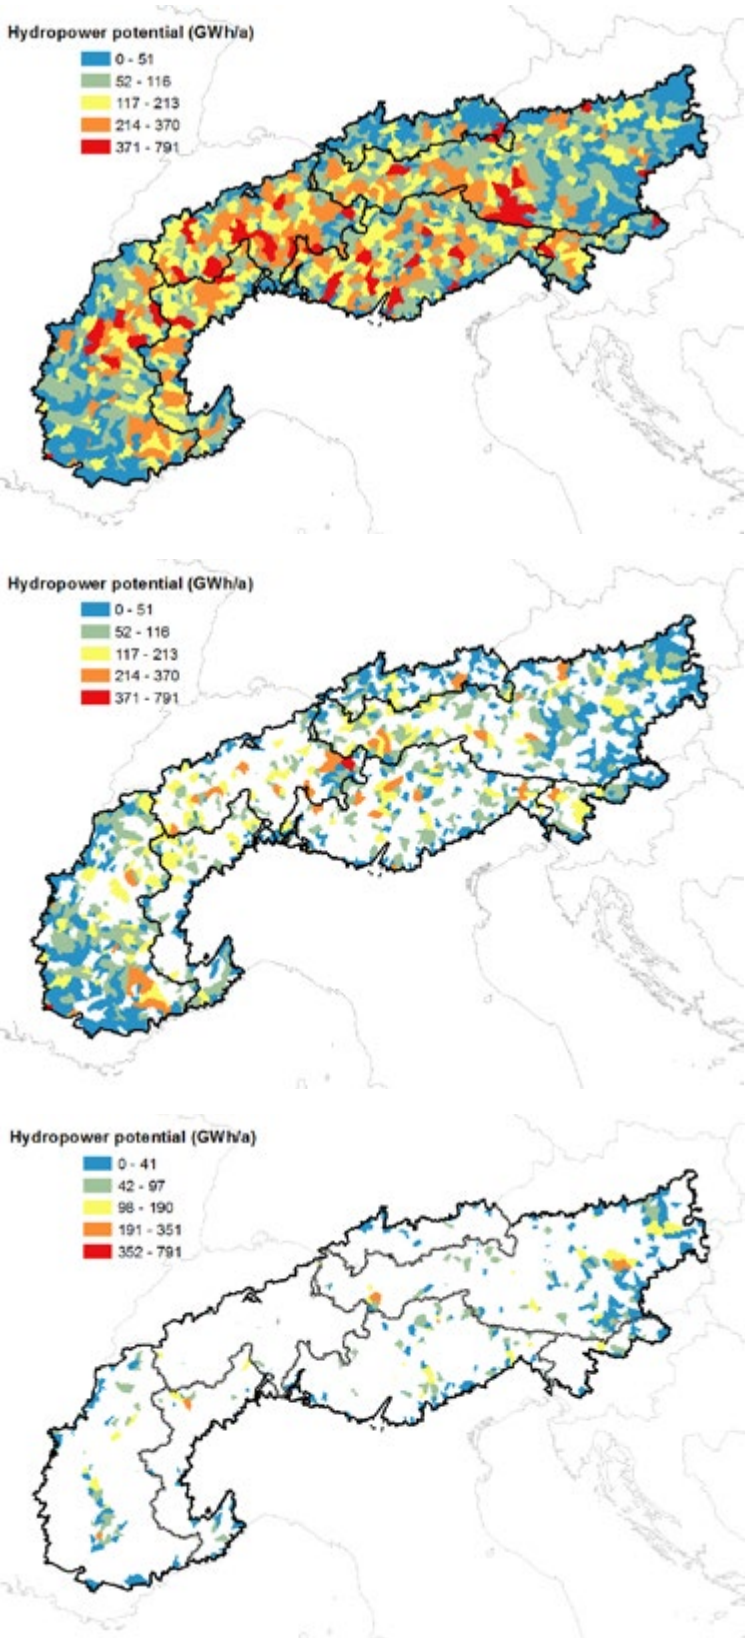 Hydropower potential (GWh/a)
0 - 51
52 - 116
117 - 213
214 - 370
371 - 791
Hydropower potential (GWh/a)
0 - 51
52 - 116
117 - 213
214 - 370
371 - 791
Hydropower potential (GWh/a)
0 - 41
42 - 97
98 - 190
191 - 351
352 - 791